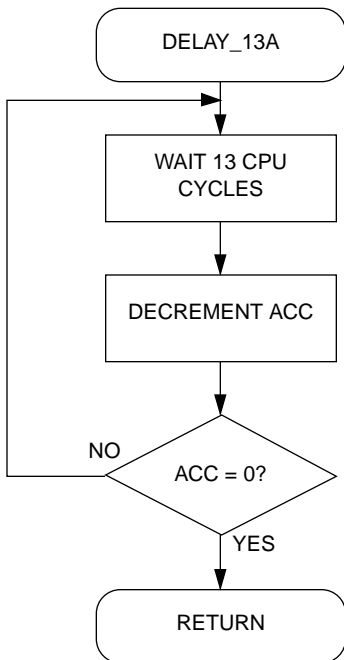 DELAY_13A
WAIT 13 CPU
CYCLES
DECREMENT ACC
NO
ACC = 0?
YES
RETURN